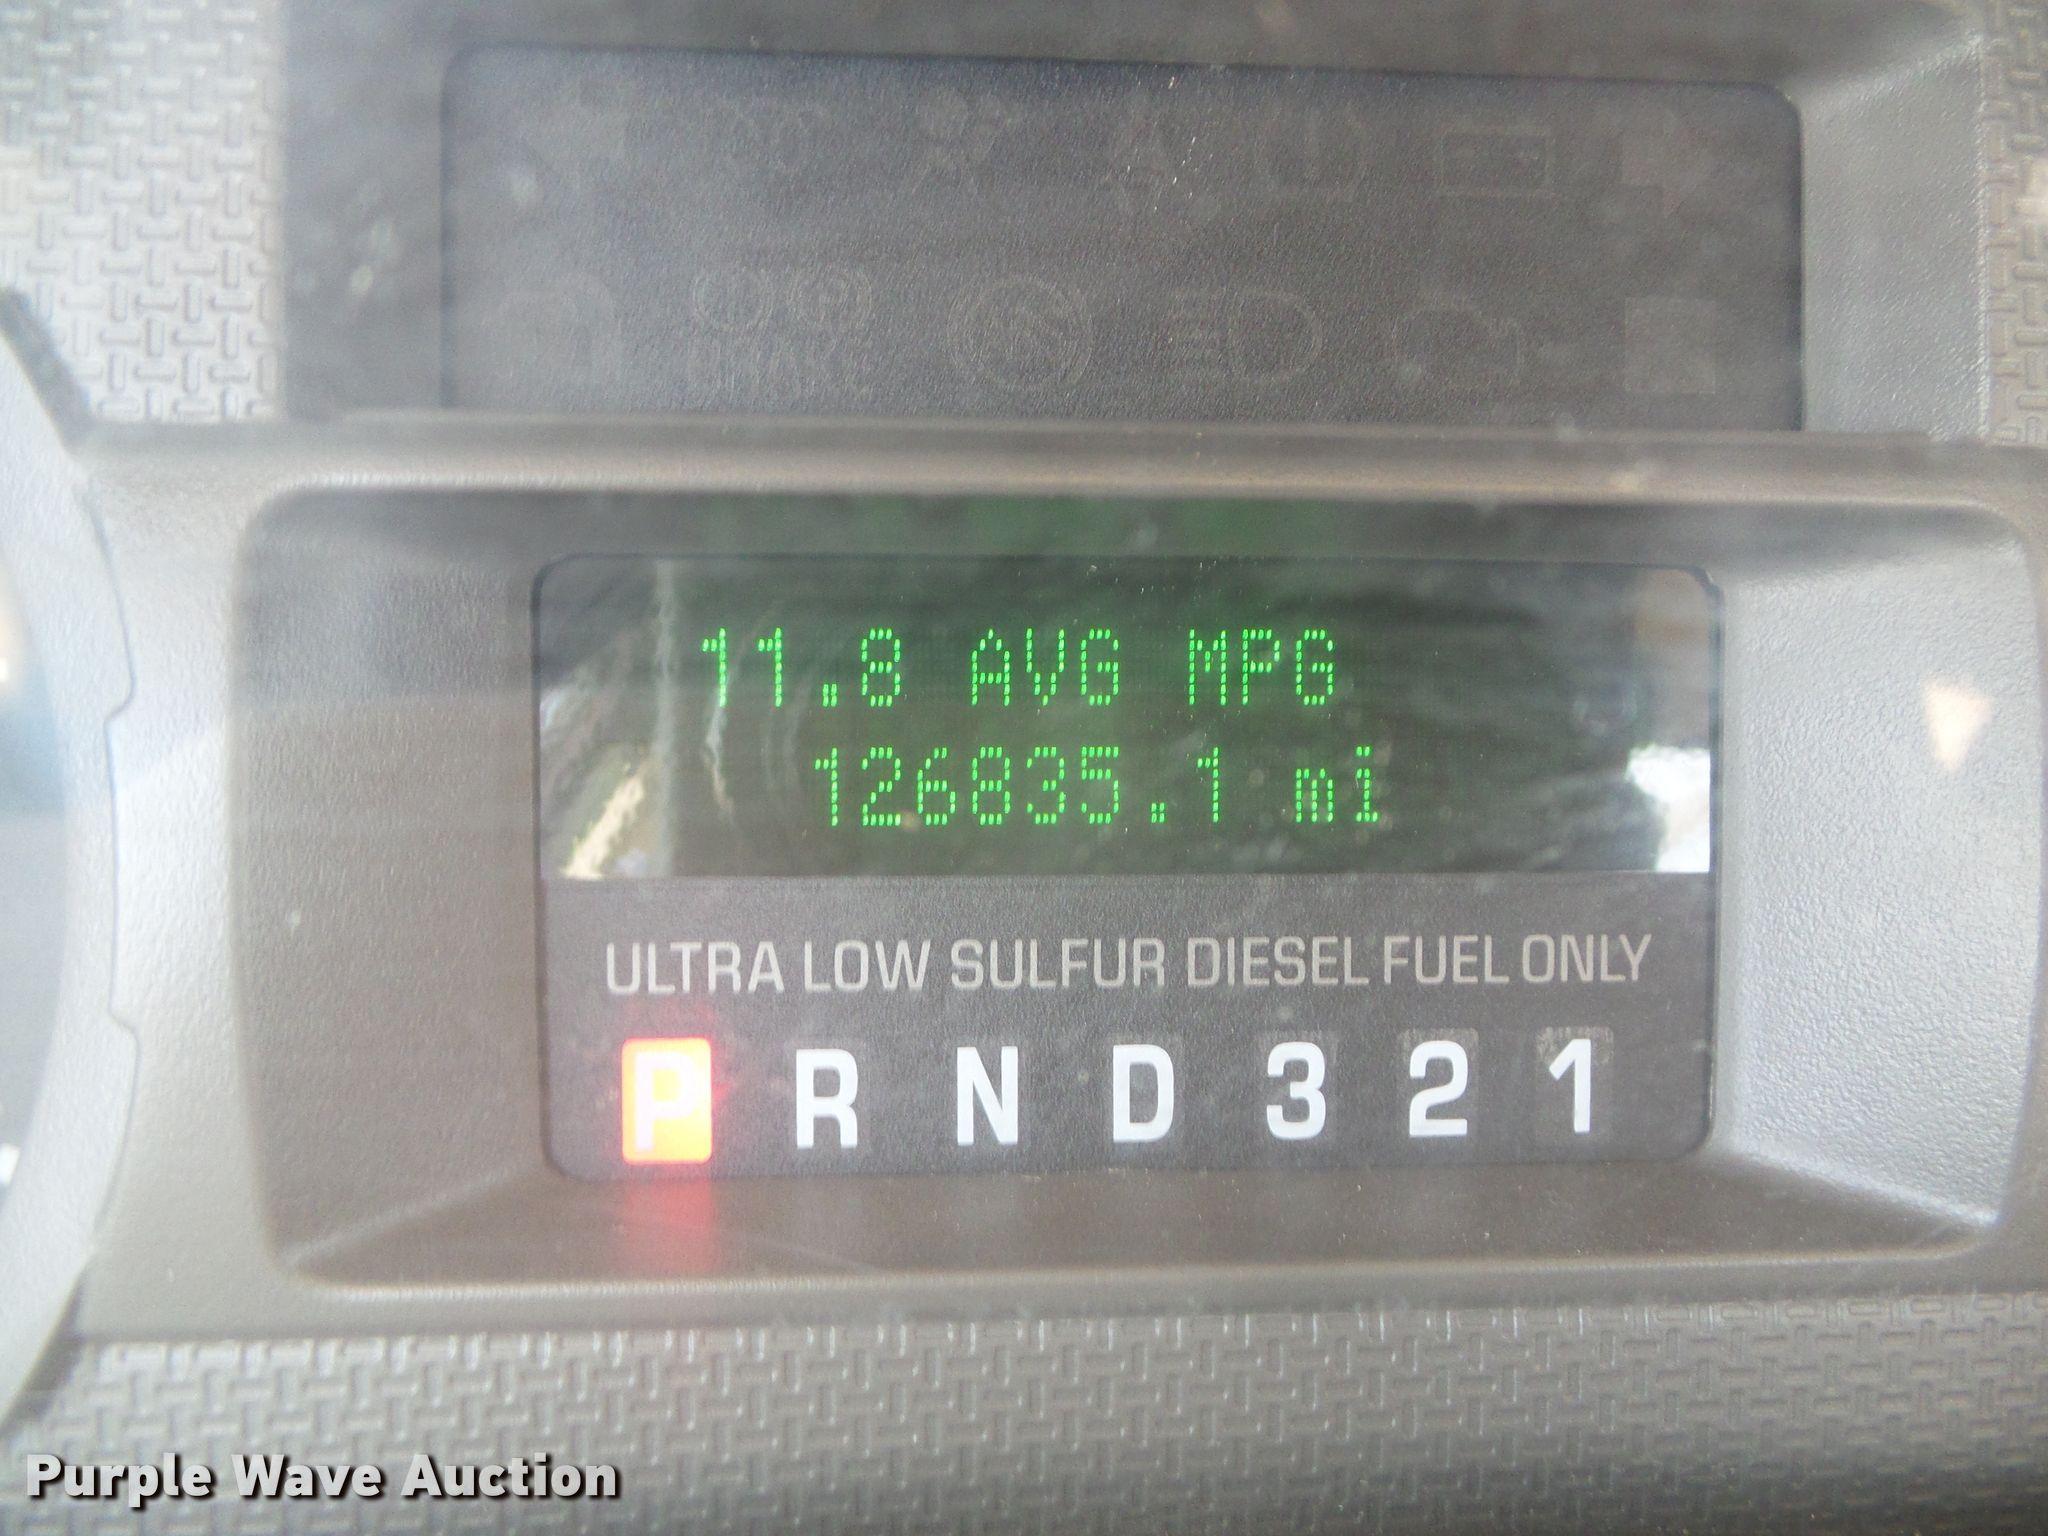 11.8 AVG MPG
126835.1 mi
ULTRA LOW SULFUR DIESEL FUEL ONLY
P R N D 3 2 1
Purple Wave Auction